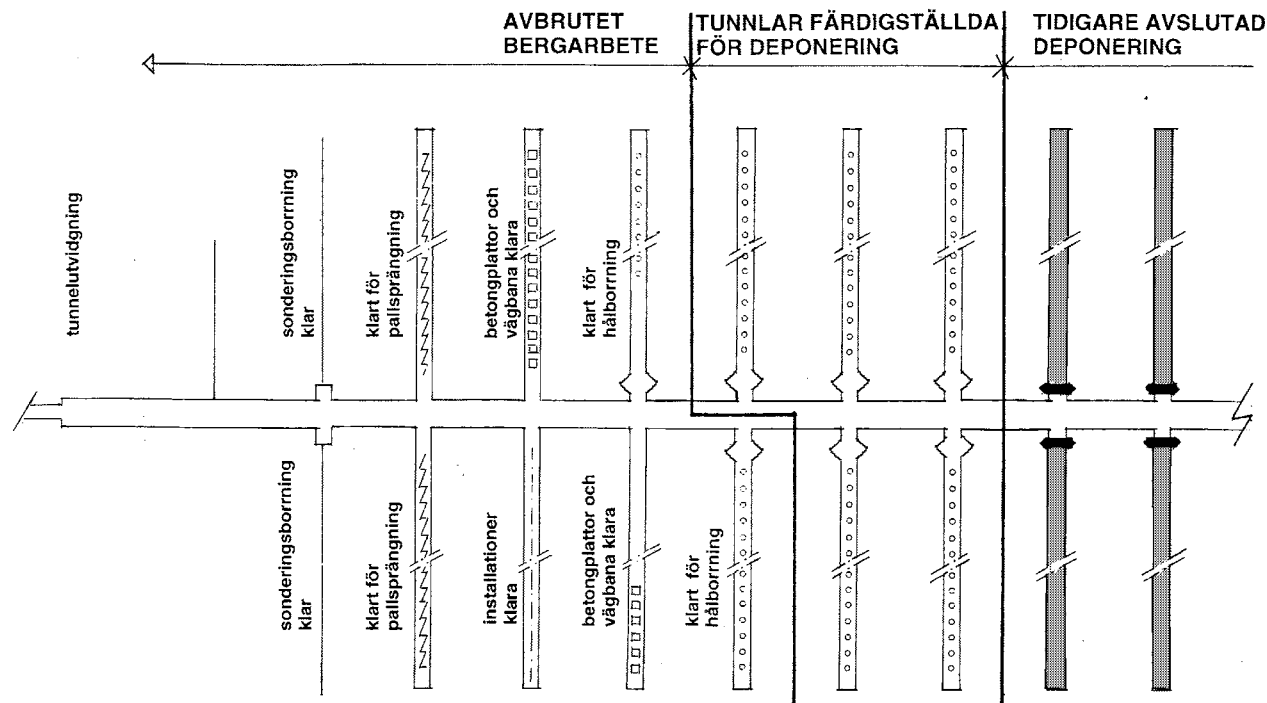 AVBRUTET
BERGARBETE
TUNNLAR FÄRDIGSTÄLLDA
FÖR DEPONERING
TIDIGARE AVSLUTAD
DEPONERING
tunnelutvidgning
sonderingsborrning
klar
klart för
pallsprängning
betongplattor och
vägbana klara
klart för
hålborrning
sonderingsborrning
klar
klart för
pallsprängning
installationer
klara
betongplattor och
vägbana klara
klart för
hålborrning